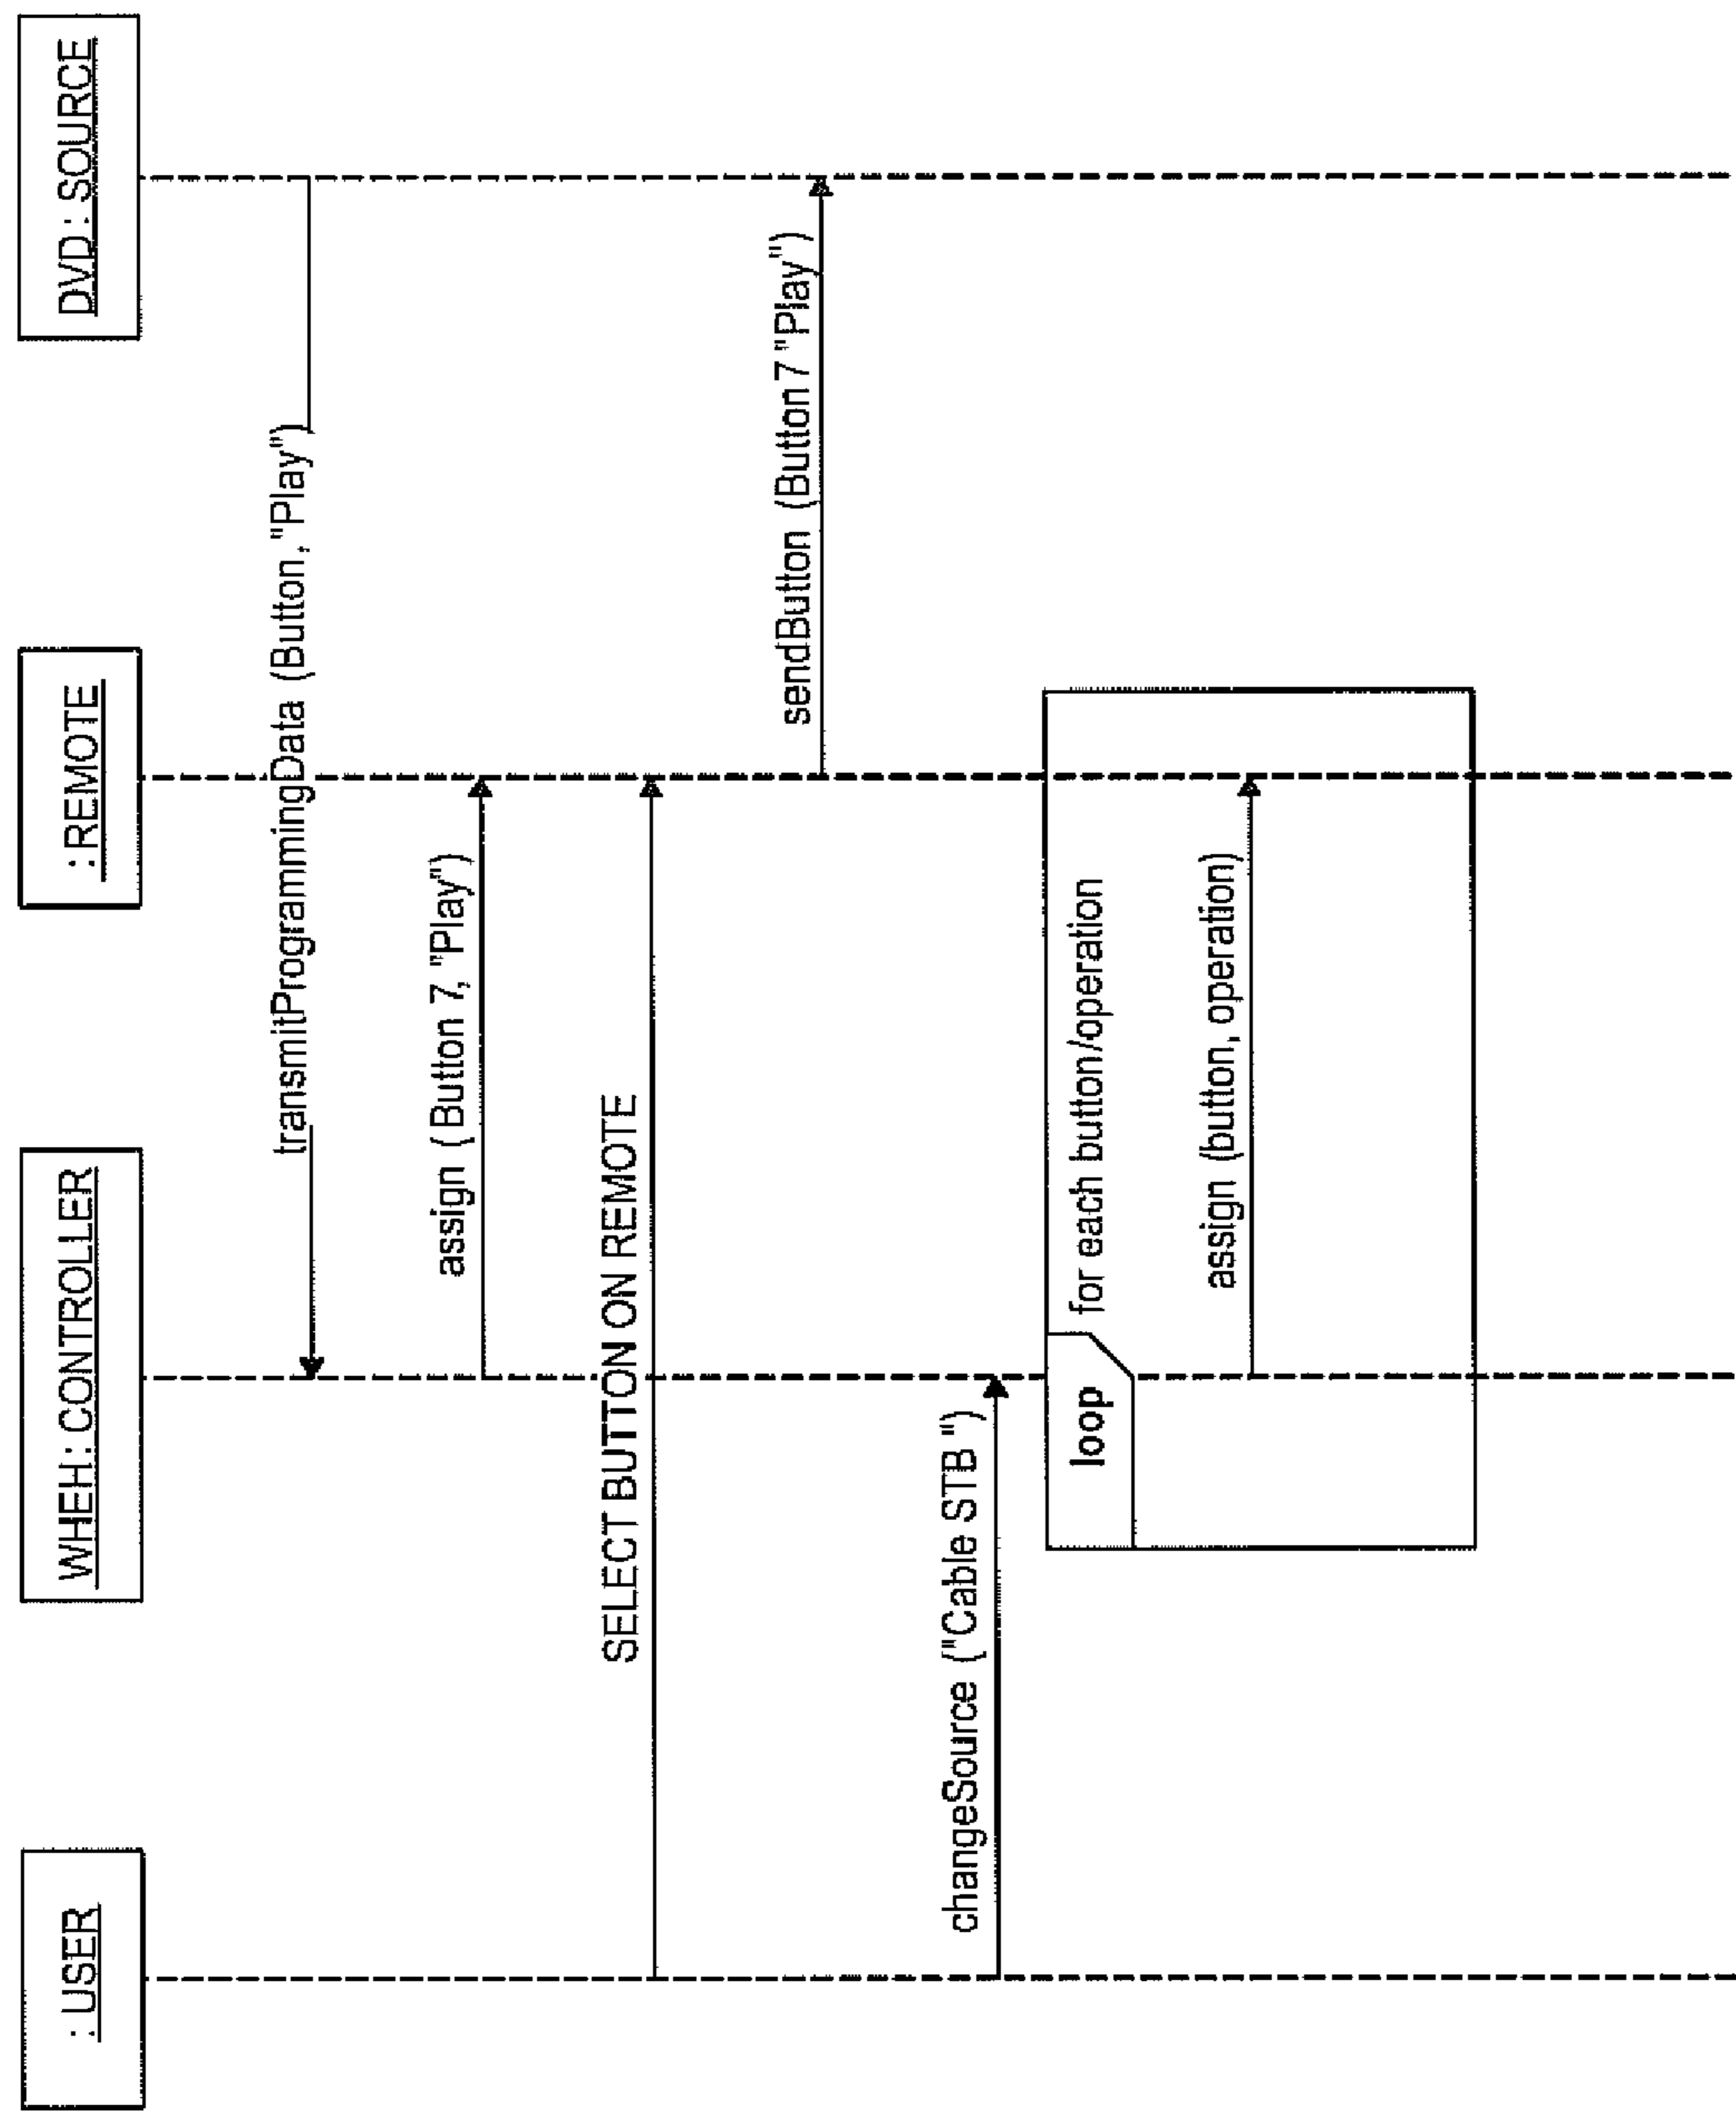 : USER
WHEH : CONTROLLER
: REMOTE
DVD : SOURCE
transmitProgrammingData (Button,"Play")
assign (Button 7, "Play")
SELECT BUTTON ON REMOTE
sendButton (Button 7 "Play")
changeSource ("Cable STB ")
loop
for each button/operation
assign (button, operation)